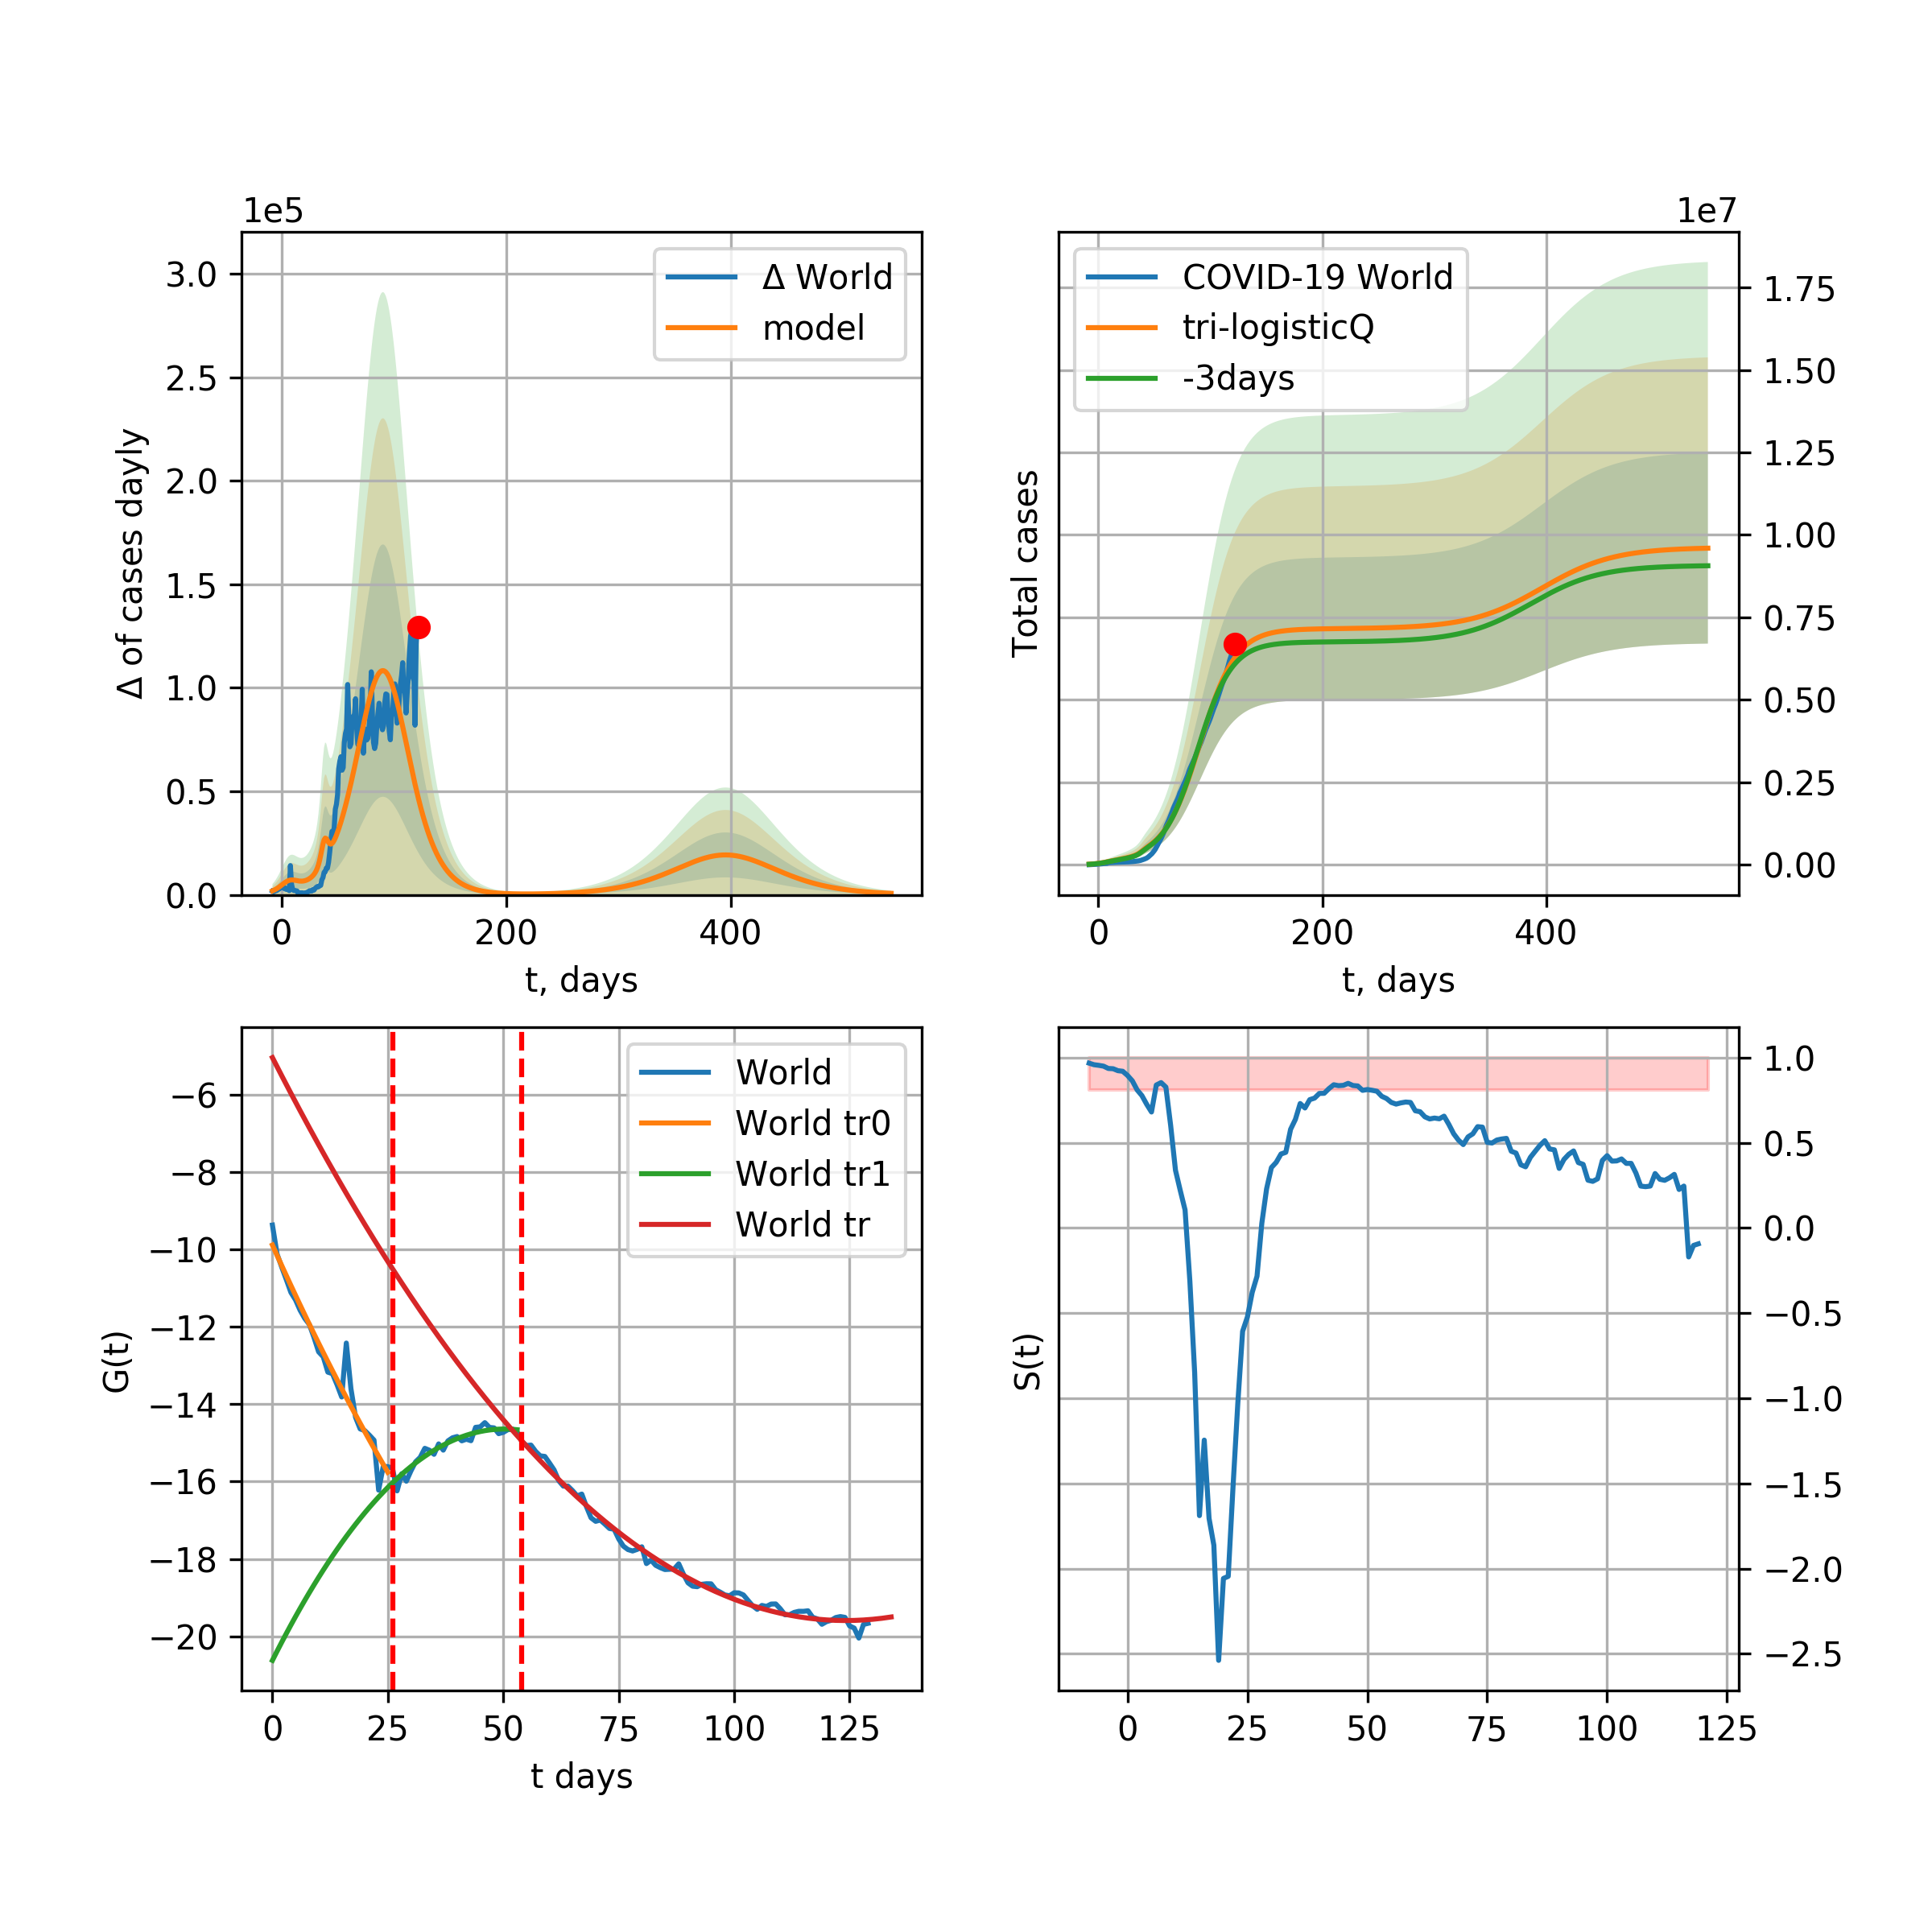 1e5
3.0
2.5
2.0
1.5
1.0
0.5
0.0
Δ of cases dayly
Δ World
model
0 200 400
t, days
1e7
Total cases
COVID-19 World
tri-logisticQ
-3days
1.75
1.50
1.25
1.00
0.75
0.50
0.25
0.00
0 200 400
t, days
−6
−8
−10
−12
−14
−16
−18
−20
G(t)
World
World tr0
World tr1
World tr
0 25 50 75 100 125
t days
S(t)
1.0
0.5
0.0
−0.5
−1.0
−1.5
−2.0
−2.5
0 25 50 75 100 125